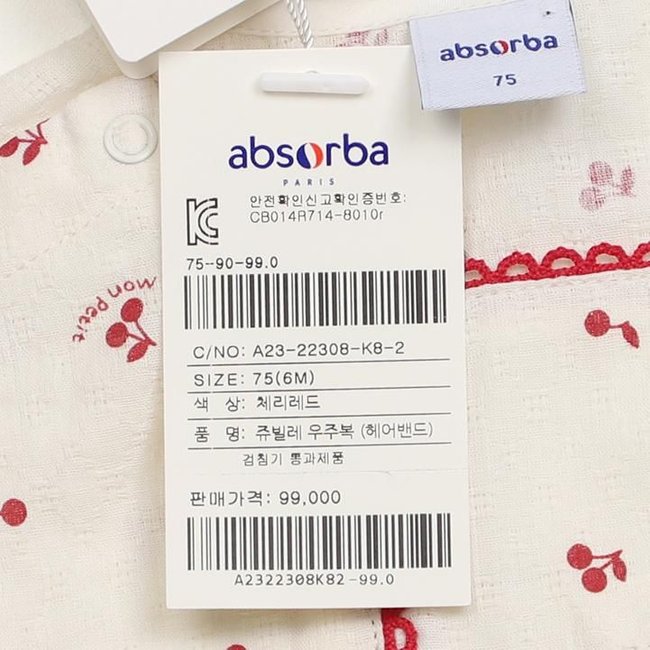 absorba
75
absorba
PARIS
안전확인신고확인증번호:
CB014R714-8010r
75-90-99.0
C/NO: A23-22308-K8-2
SIZE: 75(6M)
색 상: 체리레드
품 명: 쥬빌레 우주복 (헤어밴드)
검침기 통과제품
판매가격: 99,000
A2322308K82-99.0
Mon Petit